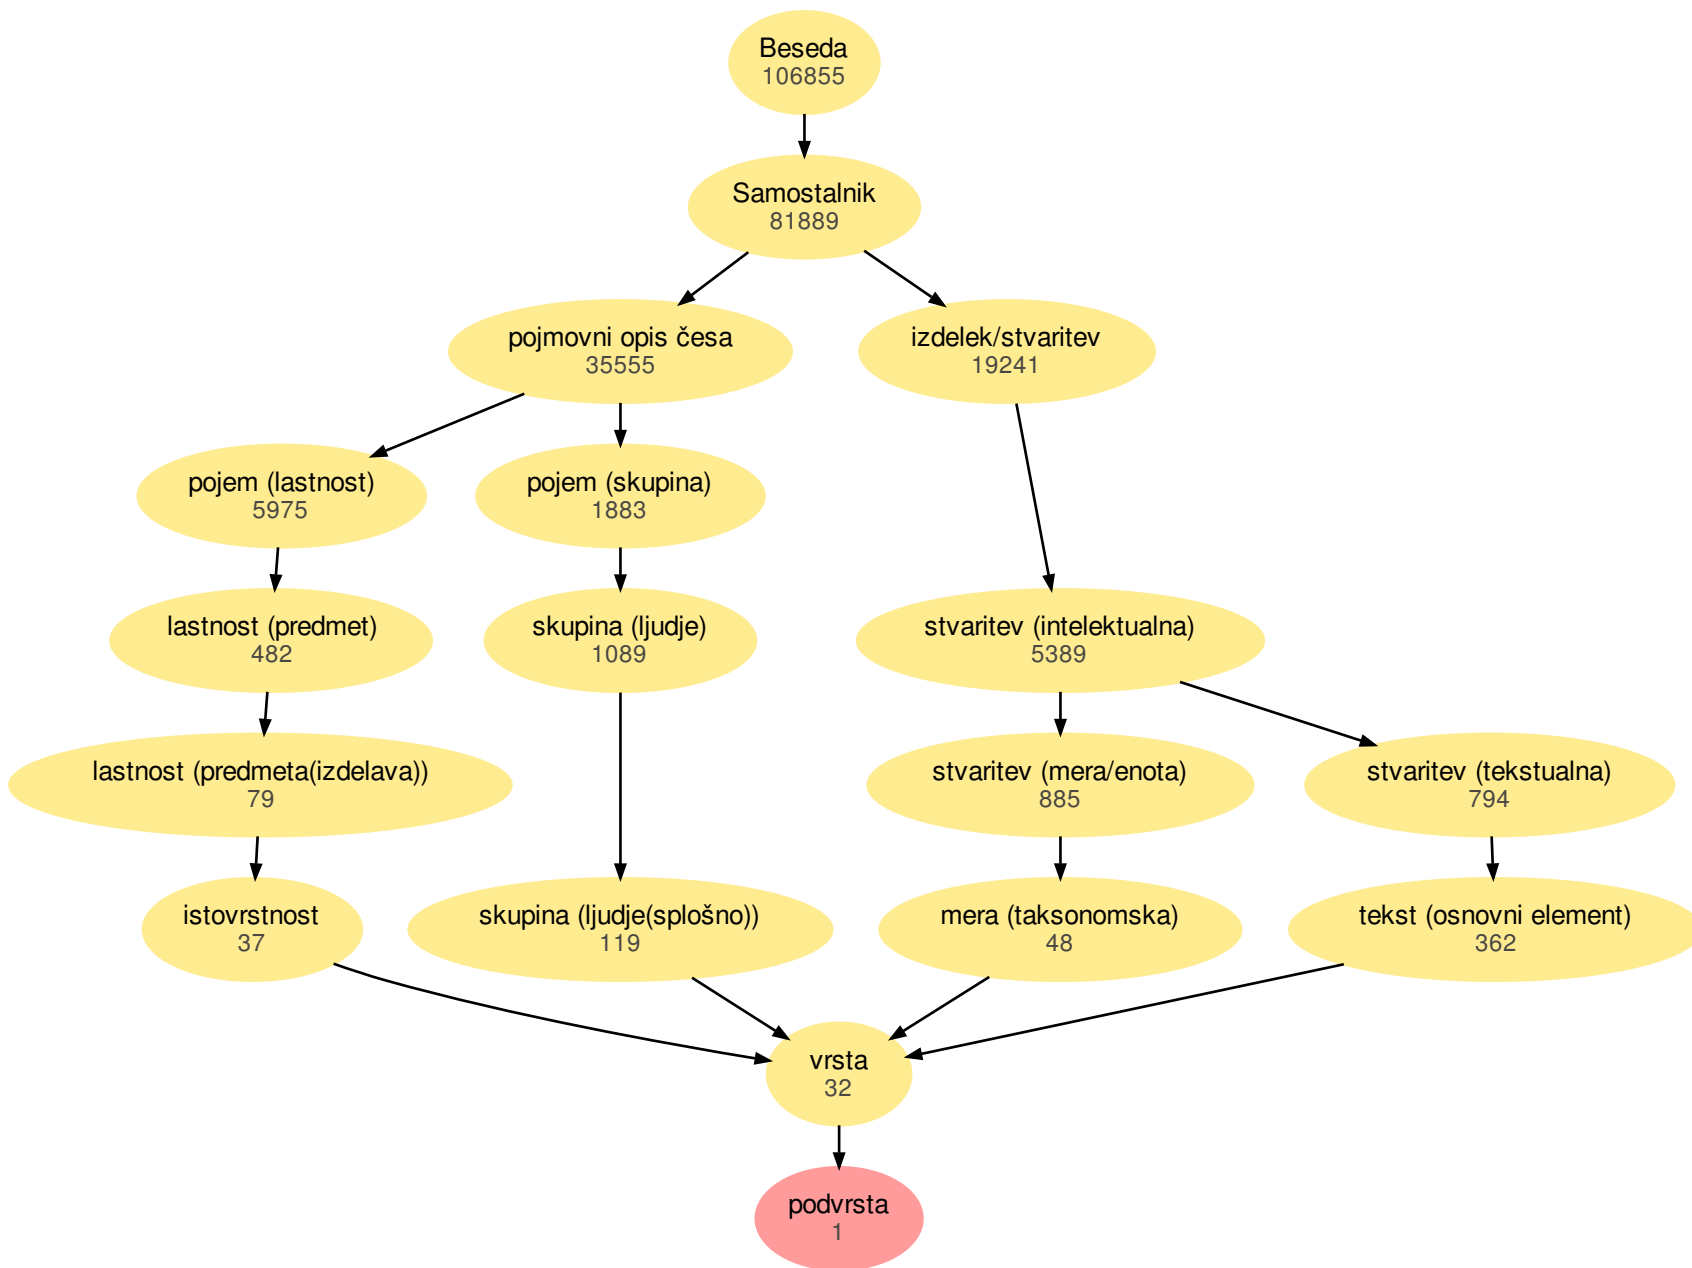 Beseda
106855
Samostalnik
81889
pojmovni opis česa
35555
izdelek/stvaritev
19241
pojem (lastnost)
5975
pojem (skupina)
1883
lastnost (predmet)
482
skupina (ljudje)
1089
stvaritev (intelektualna)
5389
lastnost (predmeta(izdelava))
79
stvaritev (mera/enota)
885
stvaritev (tekstualna)
794
istovrstnost
37
skupina (ljudje(splošno))
119
mera (taksonomska)
48
tekst (osnovni element)
362
vrsta
32
podvrsta
1